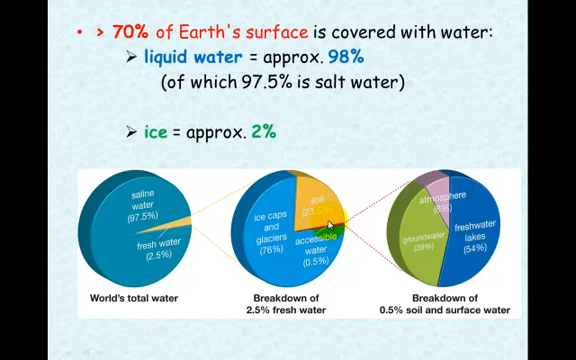 > 70% of Earth's surface is covered with water:
liquid water = approx. 98%
(of which 97.5% is salt water)
ice = approx. 2%
saline
water
(97.5%)
fresh water
(2.5%)
World's total water
ice caps
and
glaciers
(76%)
soil
(23.5%)
accessible
water
(0.5%)
Breakdown of
2.5% fresh water
atmosphere
(8%)
groundwater
(39%)
freshwater
lakes
(54%)
Breakdown of
0.5% soil and surface water